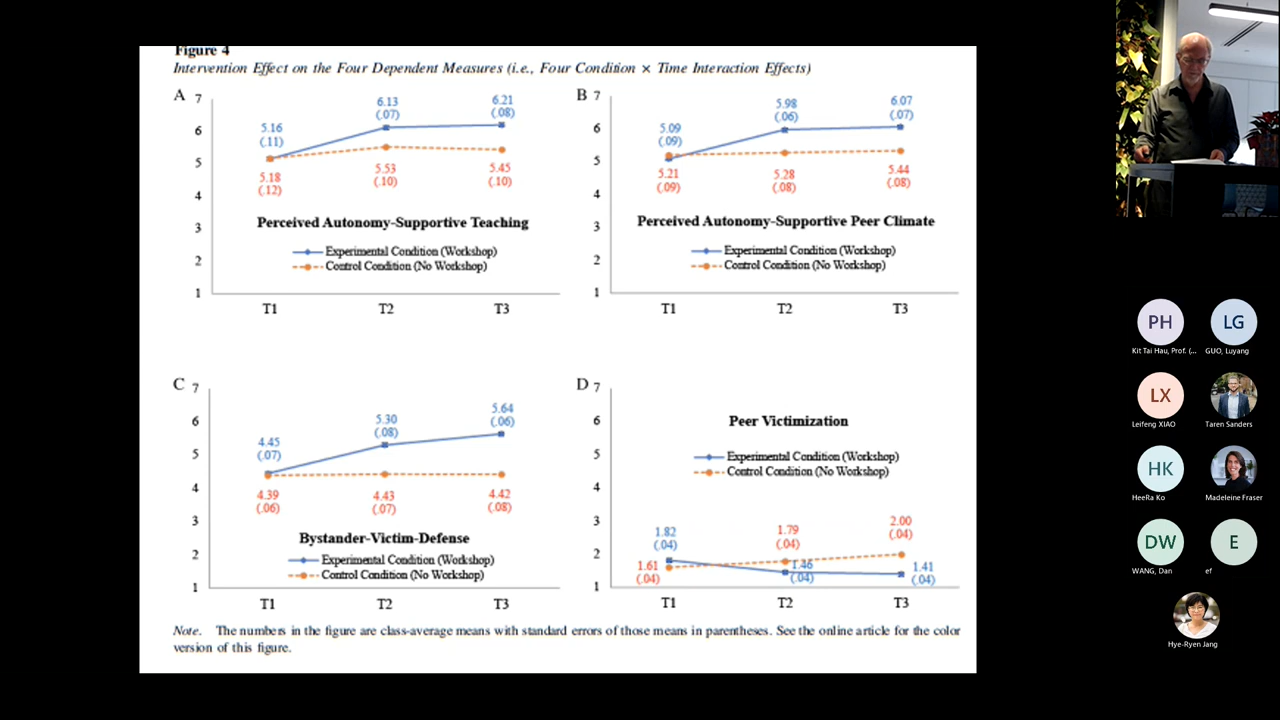 Figure 4
Intervention Effect on the Four Dependent Measures (i.e., Four Condition × Time Interaction Effects)
A
7
6
5
4
3
2
1
5.16
(.11)
6.13
(.07)
6.21
(.08)
5.18
(.12)
5.53
(.10)
5.45
(.10)
Perceived Autonomy-Supportive Teaching
Experimental Condition (Workshop)
Control Condition (No Workshop)
T1 T2 T3
B
7
6
5
4
3
2
1
5.09
(.09)
5.98
(.06)
6.07
(.07)
5.21
(.09)
5.28
(.08)
5.44
(.08)
Perceived Autonomy-Supportive Peer Climate
Experimental Condition (Workshop)
Control Condition (No Workshop)
T1 T2 T3
C
7
6
5
4
3
2
1
4.45
(.07)
5.30
(.08)
5.64
(.06)
4.39
(.06)
4.43
(.07)
4.42
(.08)
Bystander-Victim-Defense
Experimental Condition (Workshop)
Control Condition (No Workshop)
T1 T2 T3
D
7
6
5
4
3
2
1
Peer Victimization
Experimental Condition (Workshop)
Control Condition (No Workshop)
1.82
(.04)
1.79
(.04)
2.00
(.04)
1.61
(.04)
1.46
(.04)
1.41
(.04)
T1 T2 T3
Note. The numbers in the figure are class-average means with standard errors of those means in parentheses. See the online article for the color
version of this figure.
PH
Kit Tai Hau, Prof. (...
LG
GUO, Luyang
LX
Leifeng XIAO
Taren Sanders
HK
HeeRa Ko
Madeleine Fraser
DW
WANG, Dan
E
ef
Hye-Ryen Jang